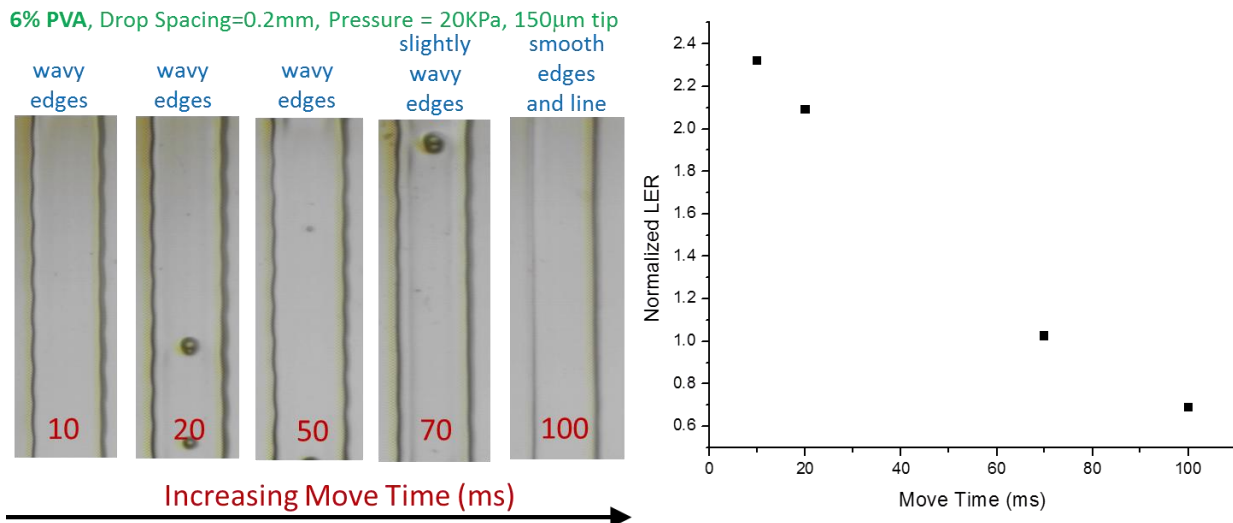 6% PVA, Drop Spacing=0.2mm, Pressure = 20KPa, 150μm tip
wavy
edges
wavy
edges
wavy
edges
slightly
wavy
edges
smooth
edges
and line
10
20
50
70
100
Increasing Move Time (ms)
Normalized LER
2.4
2.2
2.0
1.8
1.6
1.4
1.2
1.0
0.8
0.6
0
20
40
60
80
100
Move Time (ms)